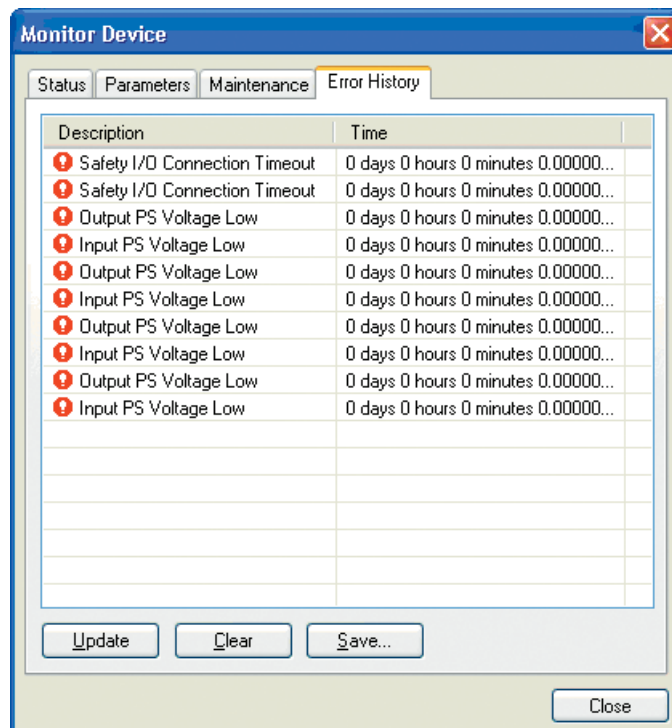 Monitor Device
Status Parameters Maintenance Error History
Description Time
Safety I/O Connection Timeout 0 days 0 hours 0 minutes 0.00000...
Safety I/O Connection Timeout 0 days 0 hours 0 minutes 0.00000...
Output PS Voltage Low 0 days 0 hours 0 minutes 0.00000...
Input PS Voltage Low 0 days 0 hours 0 minutes 0.00000...
Output PS Voltage Low 0 days 0 hours 0 minutes 0.00000...
Input PS Voltage Low 0 days 0 hours 0 minutes 0.00000...
Output PS Voltage Low 0 days 0 hours 0 minutes 0.00000...
Input PS Voltage Low 0 days 0 hours 0 minutes 0.00000...
Output PS Voltage Low 0 days 0 hours 0 minutes 0.00000...
Input PS Voltage Low 0 days 0 hours 0 minutes 0.00000...
Update Clear Save...
Close